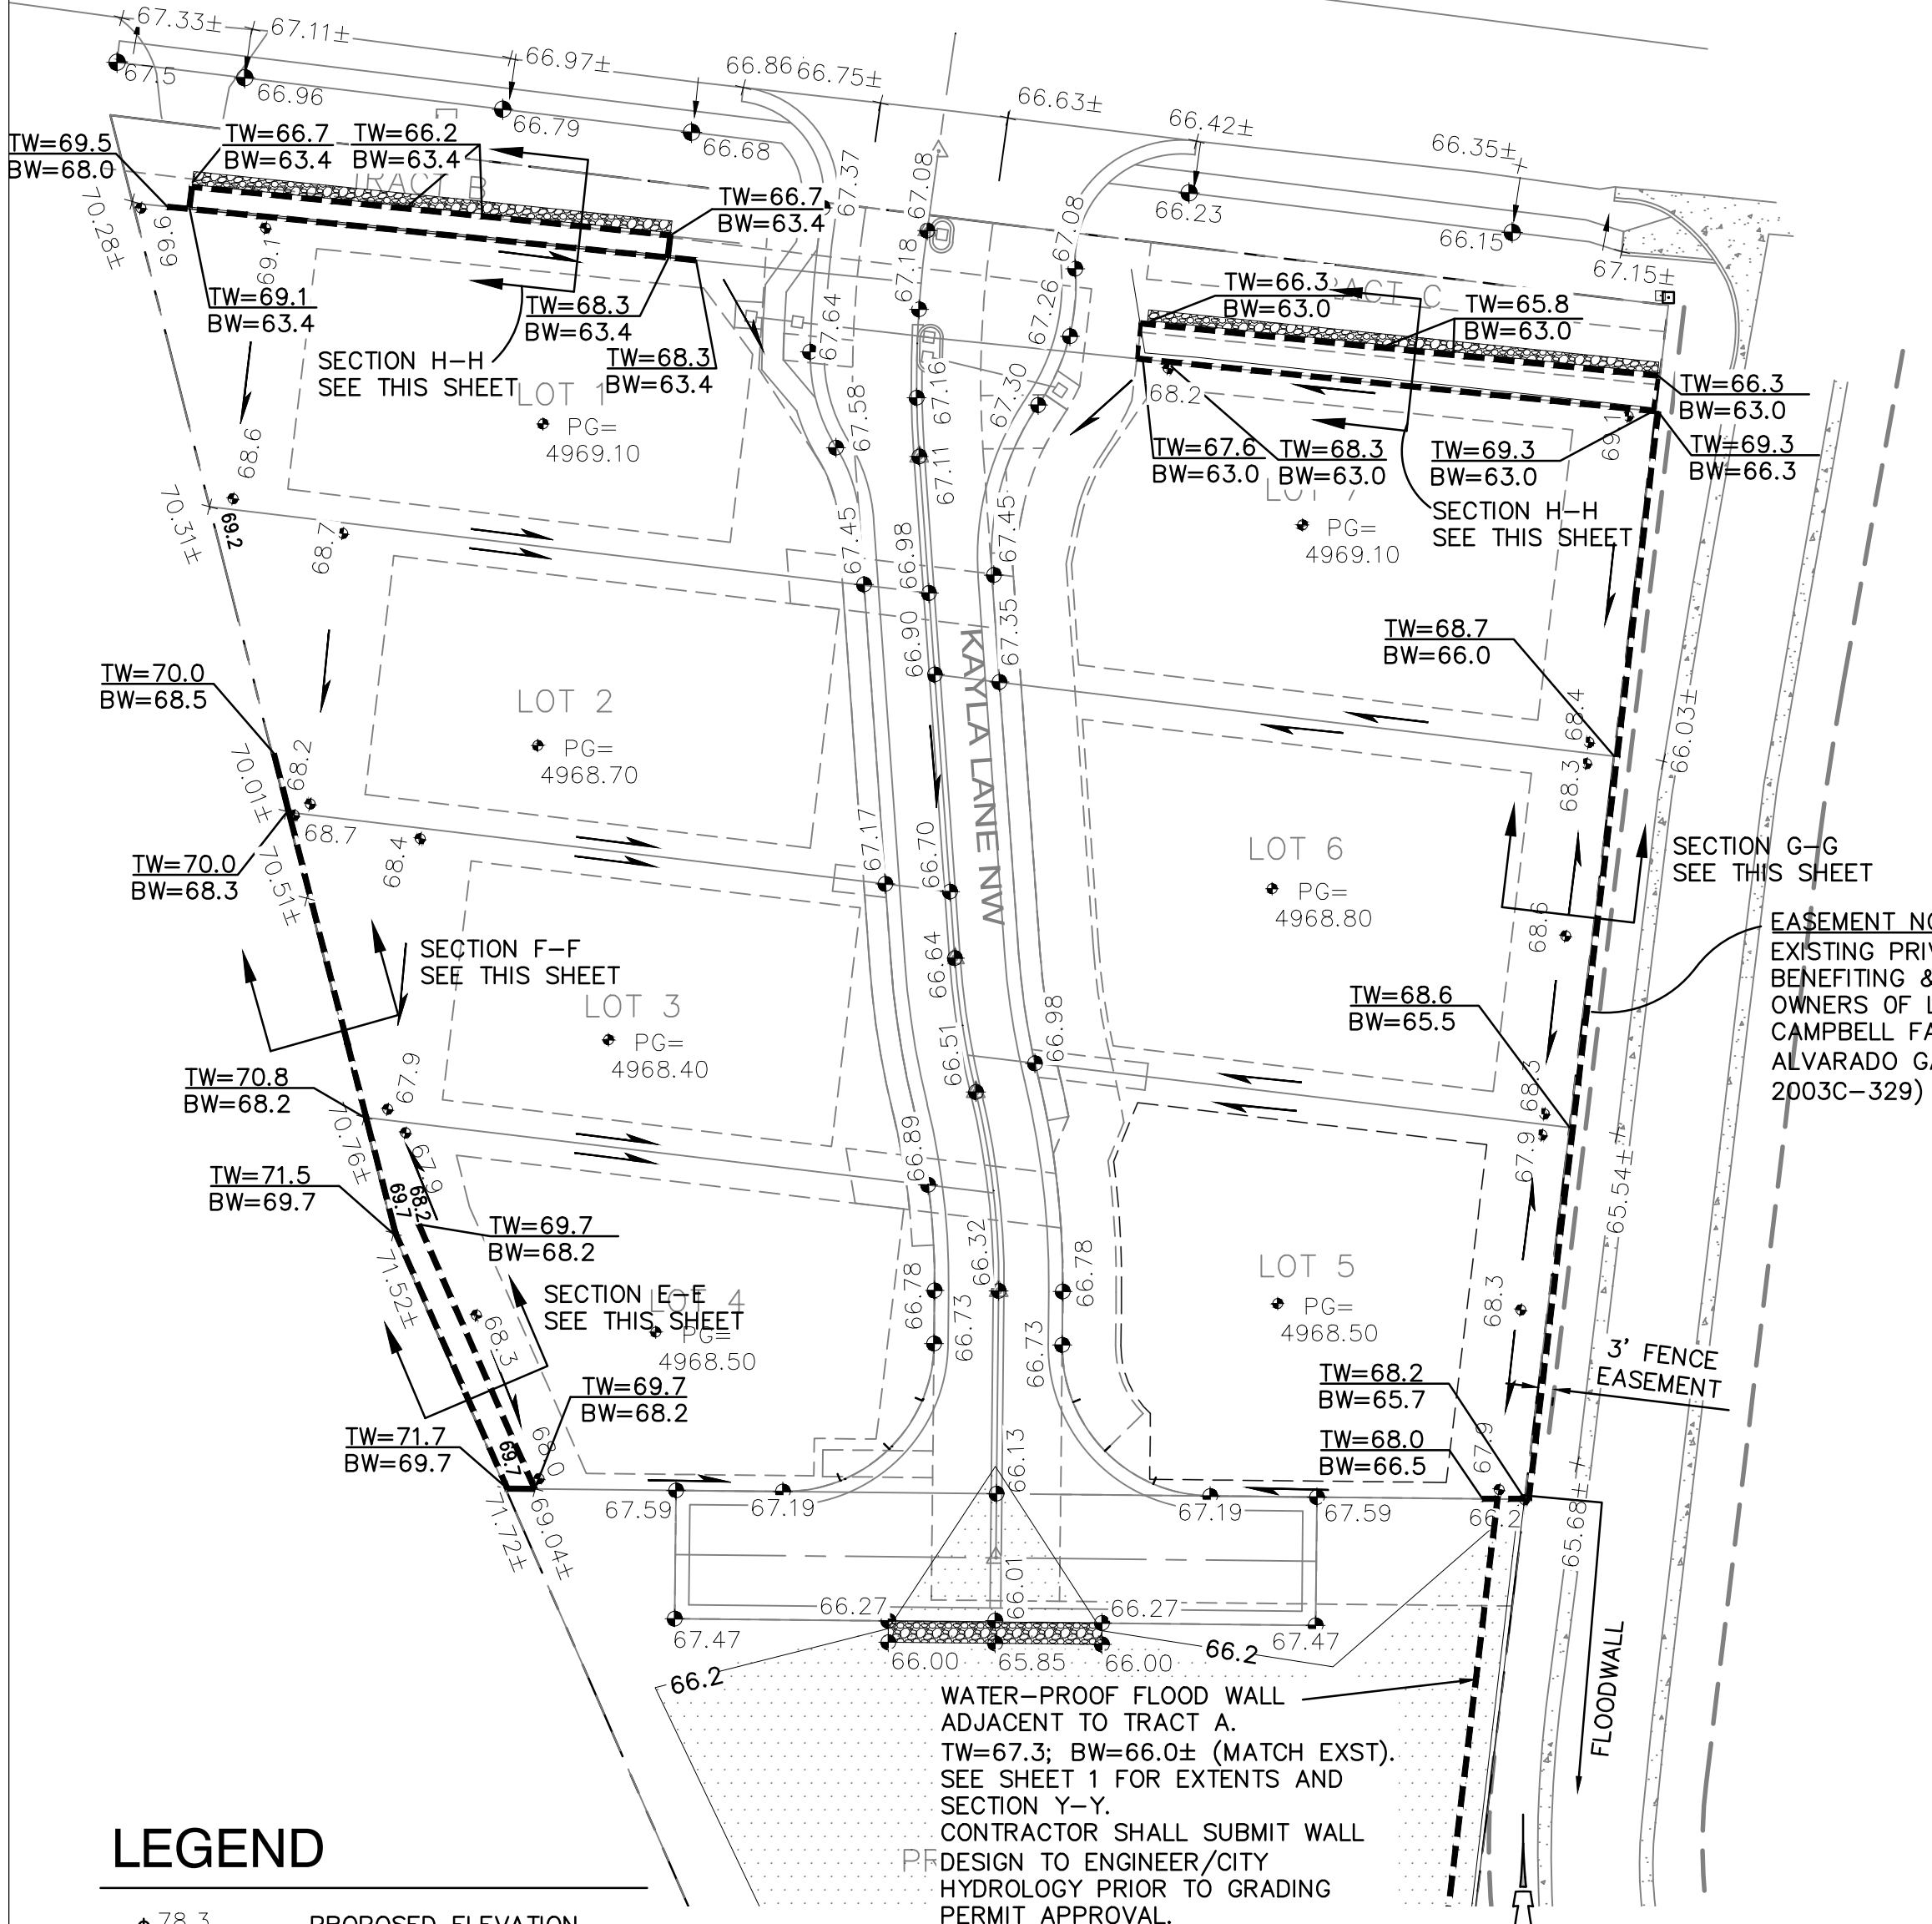 67.33±
67.11±
66.97±
66.86±
66.75±
66.63±
66.42±
66.35±
67.5
66.96
66.79
66.68
66.23
66.15
67.15±
TW=69.5
BW=68.0
TW=66.7
BW=63.4
TW=66.2
BW=63.4
TRACT B
TW=66.7
BW=63.4
67.37
67.08
67.08
70.28±
69.6
69.1
67.18
67.26
TW=69.1
BW=63.4
TW=68.3
BW=63.4
TW=68.3
BW=63.4
67.64
TW=66.3
BW=63.0
TRACT C
TW=65.8
BW=63.0
SECTION H-H
SEE THIS SHEET
LOT 1
PG=
4969.10
67.58
67.16
67.30
68.2
TW=66.3
BW=63.0
69.1
TW=67.6
BW=63.0
TW=68.3
BW=63.0
TW=69.3
BW=63.0
TW=69.3
BW=66.3
68.6
67.11
PG=
4969.10
SECTION H-H
SEE THIS SHEET
70.31±
69.2
68.7
67.45
66.98
67.45
66.90
67.35
KAYLA LANE NW
TW=68.7
BW=66.0
TW=70.0
BW=68.5
LOT 2
PG=
4968.70
68.4
66.03±
70.01±
68.2
68.7
68.3
TW=70.0
BW=68.3
70.51±
68.4
67.17
66.70
LOT 6
PG=
4968.80
SECTION G-G
SEE THIS SHEET
68.6
SECTION F-F
SEE THIS SHEET
66.64
EASEMENT NO
EXISTING PRIV
BENEFITING &
OWNERS OF L
CAMPBELL FA
ALVARADO GA
2003C-329)
LOT 3
PG=
4968.40
66.51
66.98
TW=68.6
BW=65.5
TW=70.8
BW=68.2
67.9
68.3
70.76±
67.9
66.89
67.9
65.54±
TW=71.5
BW=69.7
69.7
68.2
TW=69.7
BW=68.2
66.32
71.52±
66.78
66.78
LOT 5
PG=
4968.50
68.3
SECTION E-E
SEE THIS SHEET
LOT 4
PG=
4968.50
68.3
66.73
66.73
3' FENCE
EASEMENT
TW=69.7
BW=68.2
TW=68.2
BW=65.7
TW=71.7
BW=69.7
69.7
68.0
66.13
TW=68.0
BW=66.5
67.9
71.72±
69.04±
67.59
67.19
67.19
67.59
66.2
65.68±
66.27
66.01
66.27
67.47
67.47
66.00
65.85
66.00
66.2
66.2
FLOODWALL
WATER-PROOF FLOOD WALL
ADJACENT TO TRACT A.
TW=67.3; BW=66.0± (MATCH EXST).
SEE SHEET 1 FOR EXTENTS AND
SECTION Y-Y.
CONTRACTOR SHALL SUBMIT WALL
DESIGN TO ENGINEER/CITY
HYDROLOGY PRIOR TO GRADING
PERMIT APPROVAL.
LEGEND
78.3
PROPOSED ELEVATION